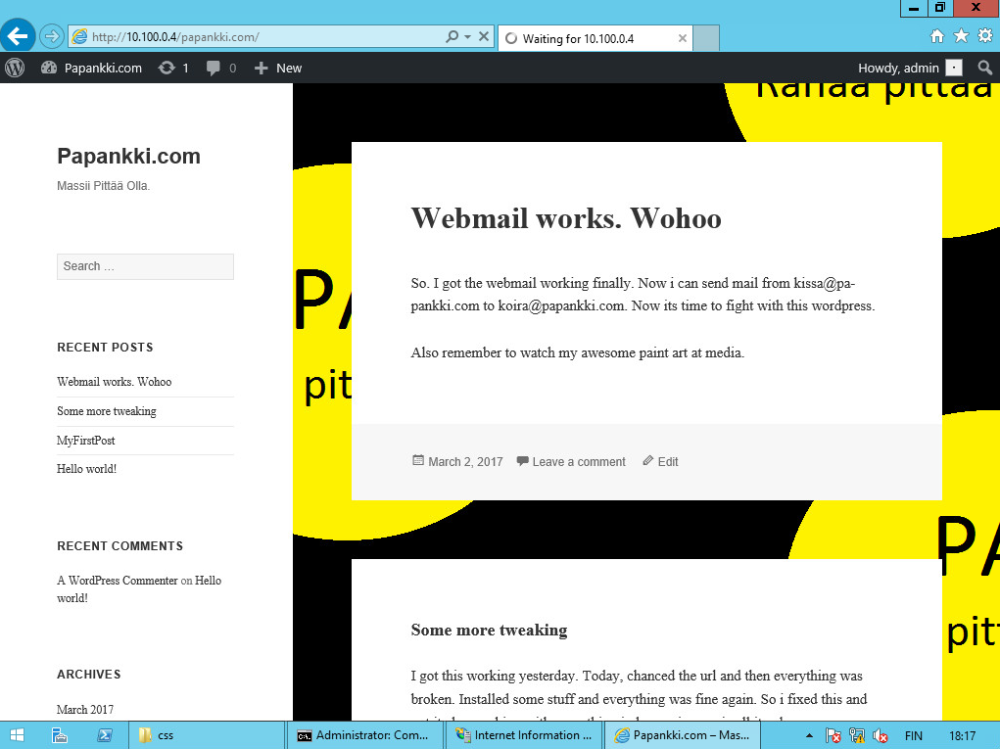 http://10.100.0.4/papankki.com/
Waiting for 10.100.0.4
Papankki.com
1
0
New
Howdy, admin
Rahaa pittää
Papankki.com
Massii Pittää Olla.
Search ...
RECENT POSTS
Webmail works. Wohoo
Some more tweaking
MyFirstPost
Hello world!
RECENT COMMENTS
A WordPress Commenter on Hello
world!
ARCHIVES
March 2017
PA
pit
Webmail works. Wohoo
So. I got the webmail working finally. Now i can send mail from kissa@pa-
pankki.com to koira@papankki.com. Now its time to fight with this wordpress.
Also remember to watch my awesome paint art at media.
March 2, 2017
Leave a comment
Edit
PA
pitt
Some more tweaking
I got this working yesterday. Today, chanced the url and then everything was
broken. Installed some stuff and everything was fine again. So i fixed this and
css
Administrator: Com...
Internet Information ...
Papankki.com – Mas...
FIN
18:17